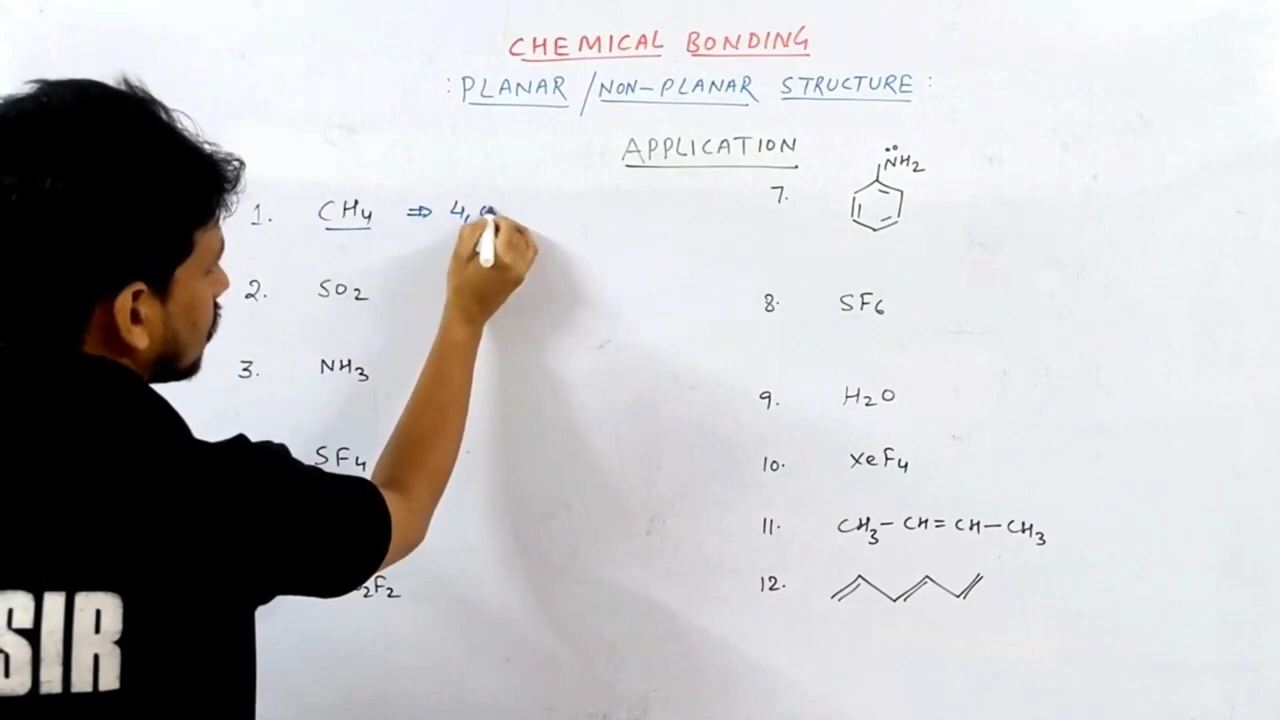 CHEMICAL BONDING
: PLANAR / NON-PLANAR STRUCTURE :
APPLICATION
1. CH4 ⇒ 4,
2. SO2
3. NH3
SF4
2F2
7. NH2
8. SF6
9. H2O
10. XeF4
11. CH3-CH=CH-CH3
12.
SIR